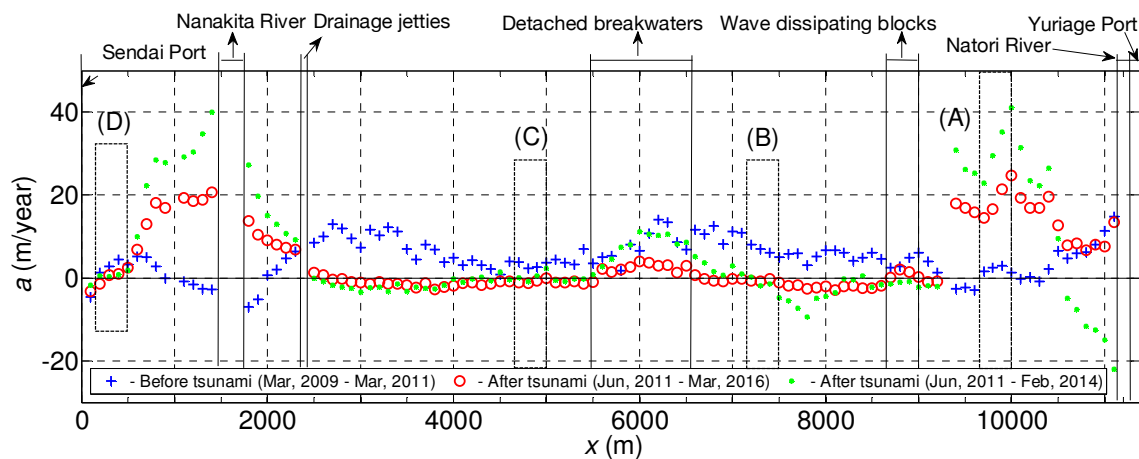 Nanakita River Drainage jetties Detached breakwaters Wave dissipating blocks Yuriage Port
Sendai Port Natori River
(D) (C) (B) (A)
40
20
0
-20
a (m/year)
- Before tsunami (Mar, 2009 - Mar, 2011) - After tsunami (Jun, 2011 - Mar, 2016) - After tsunami (Jun, 2011 - Feb, 2014)
0 2000 4000 6000 8000 10000
x (m)